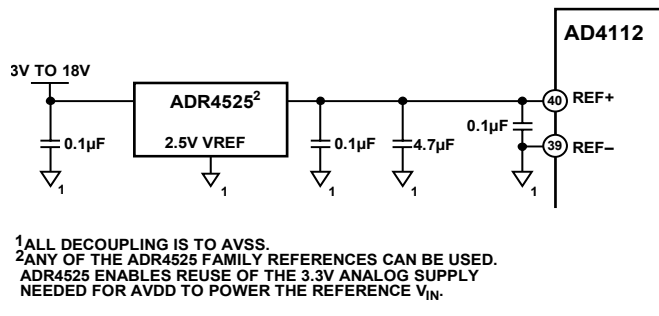 AD4112
3V TO 18V
ADR4525²
2.5V VREF
0.1µF
0.1µF
4.7µF
0.1µF
40 REF+
39 REF–
1
1
1
1
1
¹ALL DECOUPLING IS TO AVSS.
²ANY OF THE ADR4525 FAMILY REFERENCES CAN BE USED.
ADR4525 ENABLES REUSE OF THE 3.3V ANALOG SUPPLY
NEEDED FOR AVDD TO POWER THE REFERENCE VIN.